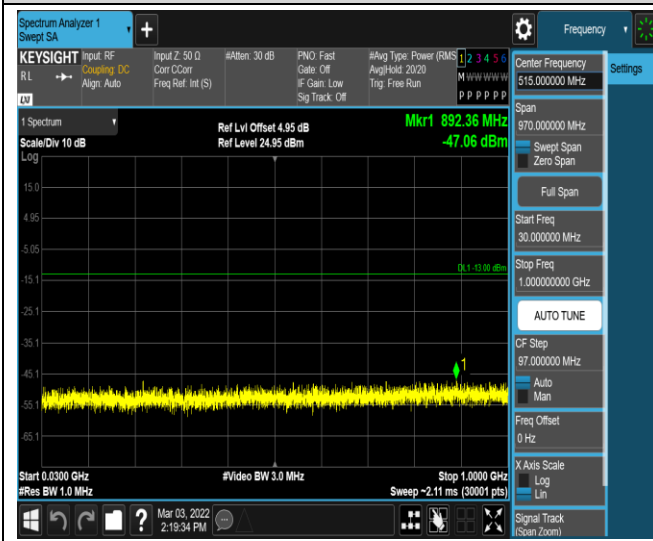 Spectrum Analyzer 1
Swept SA
Frequency
KEYSIGHT
RL
LXI
Input: RF
Coupling: DC
Align: Auto
Input Z: 50 Ω
Corr CCorr
Freq Ref: Int (S)
#Atten: 30 dB
PNO: Fast
Gate: Off
IF Gain: Low
Sig Track: Off
#Avg Type: Power (RMS
Avg|Hold: 20/20
Trig: Free Run
1 2 3 4 5 6
M W W W W W
P P P P P P
1 Spectrum
Scale/Div 10 dB
Ref Lvl Offset 4.95 dB
Ref Level 24.95 dBm
Mkr1 892.36 MHz
-47.06 dBm
Log
15.0
4.95
-5.05
DL1 -13.00 dBm
-15.1
-25.1
-35.1
1
-45.1
-55.1
-65.1
Start 0.0300 GHz
#Video BW 3.0 MHz
Stop 1.0000 GHz
#Res BW 1.0 MHz
Sweep ~2.11 ms (30001 pts)
Mar 03, 2022
2:19:34 PM
Center Frequency
515.000000 MHz
Settings
Span
970.000000 MHz
Swept Span
Zero Span
Full Span
Start Freq
30.000000 MHz
Stop Freq
1.000000000 GHz
AUTO TUNE
CF Step
97.000000 MHz
Auto
Man
Freq Offset
0 Hz
X Axis Scale
Log
Lin
Signal Track
(Span Zoom)